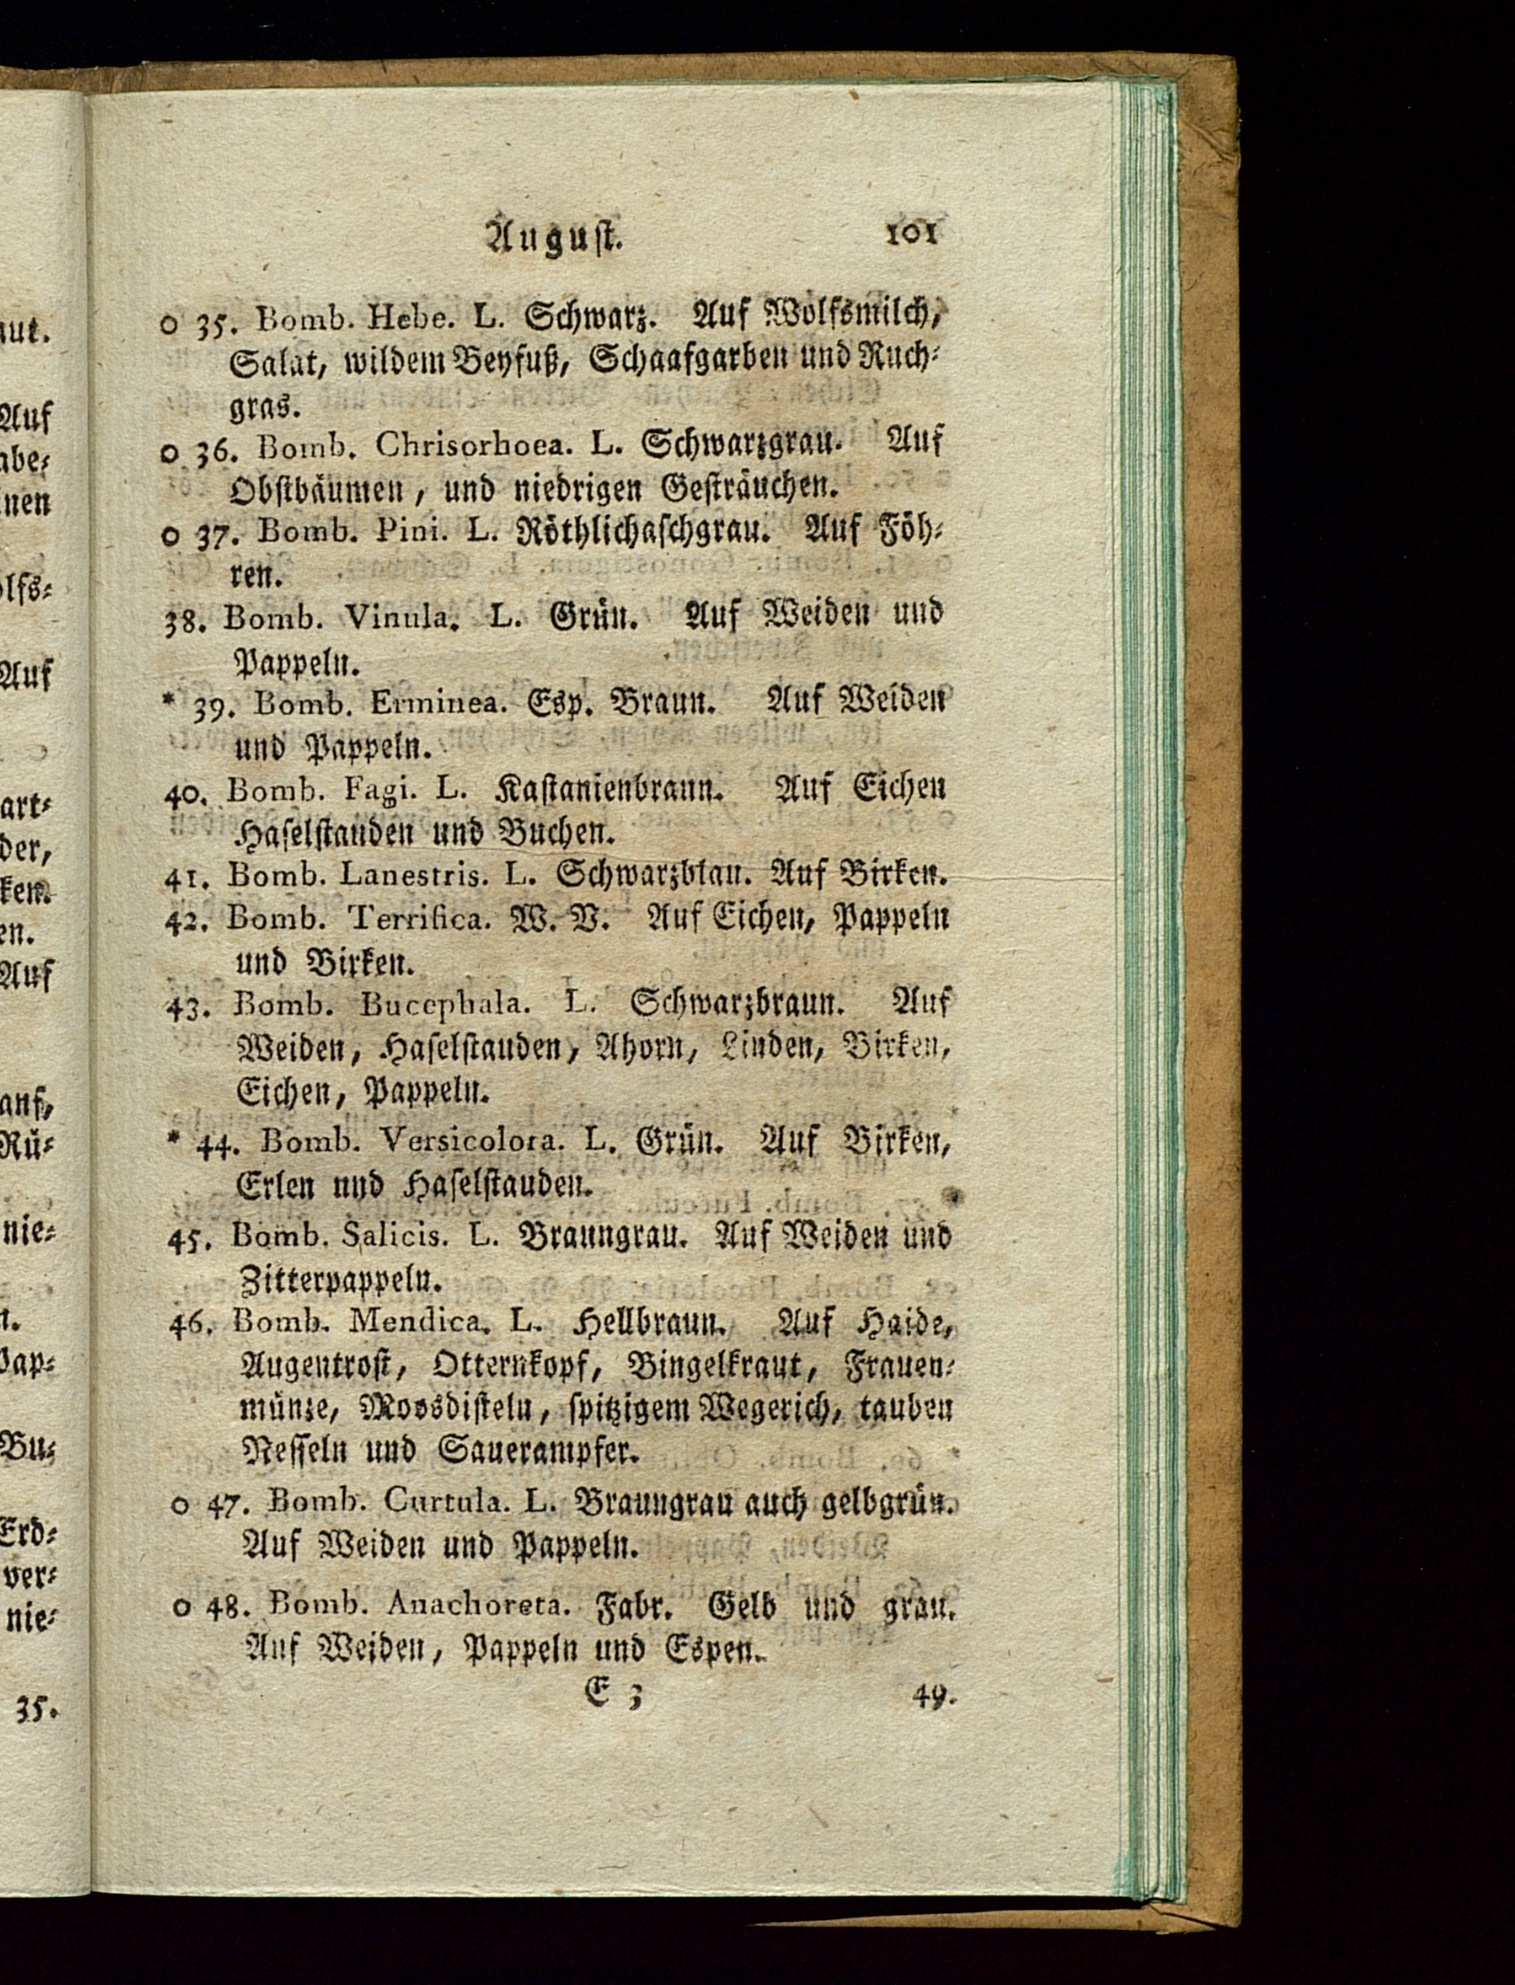 August. 101
o 35. Bomb. Hebe. L. Schwarz. Auf Wolfsmilch,
Salat, wildem Beyfuß, Schaafgarben und Ruch-
gras.
o 36. Bomb. Chrisorhoea. L. Schwarzgrau. Auf
Obstbäumen, und niedrigen Gesträuchen.
o 37. Bomb. Pini. L. Röthlichaschgrau. Auf Föh-
ren.
38. Bomb. Vinula. L. Grün. Auf Weiden und
Pappeln.
* 39. Bomb. Erminea. Esp. Braun. Auf Weiden
und Pappeln.
40. Bomb. Fagi. L. Kastanienbraun. Auf Eichen
Haselstauden und Buchen.
41. Bomb. Lanestris. L. Schwarzblau. Auf Birken.
42. Bomb. Terrifica. W. V. Auf Eichen, Pappeln
und Birken.
43. Bomb. Bucephala. L. Schwarzbraun. Auf
Weiden, Haselstauden, Ahorn, Linden, Birken,
Eichen, Pappeln.
* 44. Bomb. Versicolora. L. Grün. Auf Birken,
Erlen und Haselstauden.
45. Bomb. Salicis. L. Braungrau. Auf Weiden und
Zitterpappeln.
46. Bomb. Mendica. L. Hellbraun. Auf Haide,
Augentrost, Otternkopf, Bingelkraut, Frauen-
münze, Moosdisteln, spitzigem Wegerich, tauben
Nesseln und Sauerampfer.
o 47. Bomb. Curtula. L. Braungrau auch gelbgrün.
Auf Weiden und Pappeln.
o 48. Bomb. Anachoreta. Fabr. Gelb und grau.
Auf Weiden, Pappeln und Espen.
E 3 49.